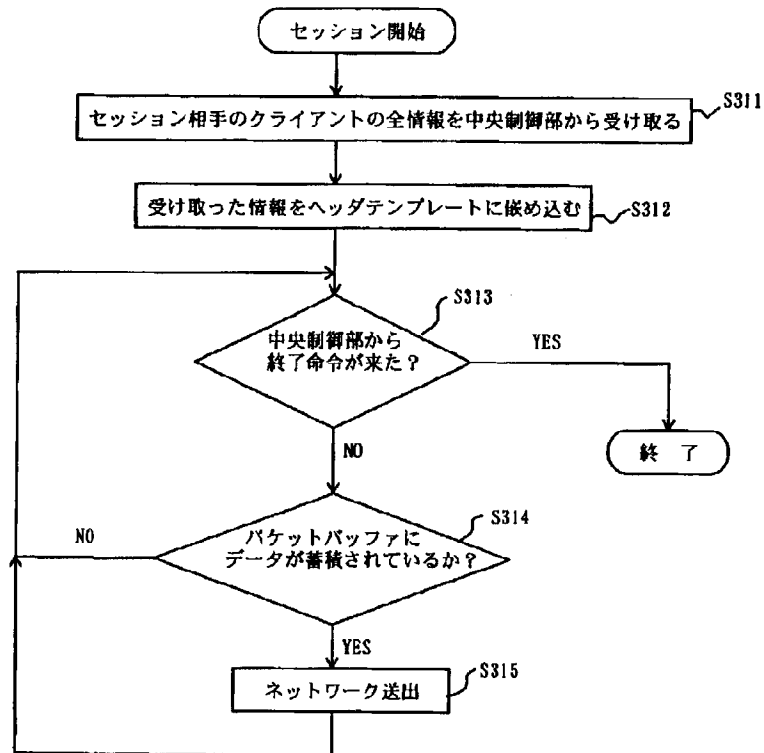 セッション開始
セッション相手のクライアントの全情報を中央制御部から受け取る
S311
受け取った情報をヘッダテンプレートに嵌め込む
S312
S313
中央制御部から
終了命令が来た?
YES
終 了
NO
S314
パケットバッファに
データが蓄積されているか?
NO
YES
S315
ネットワーク送出